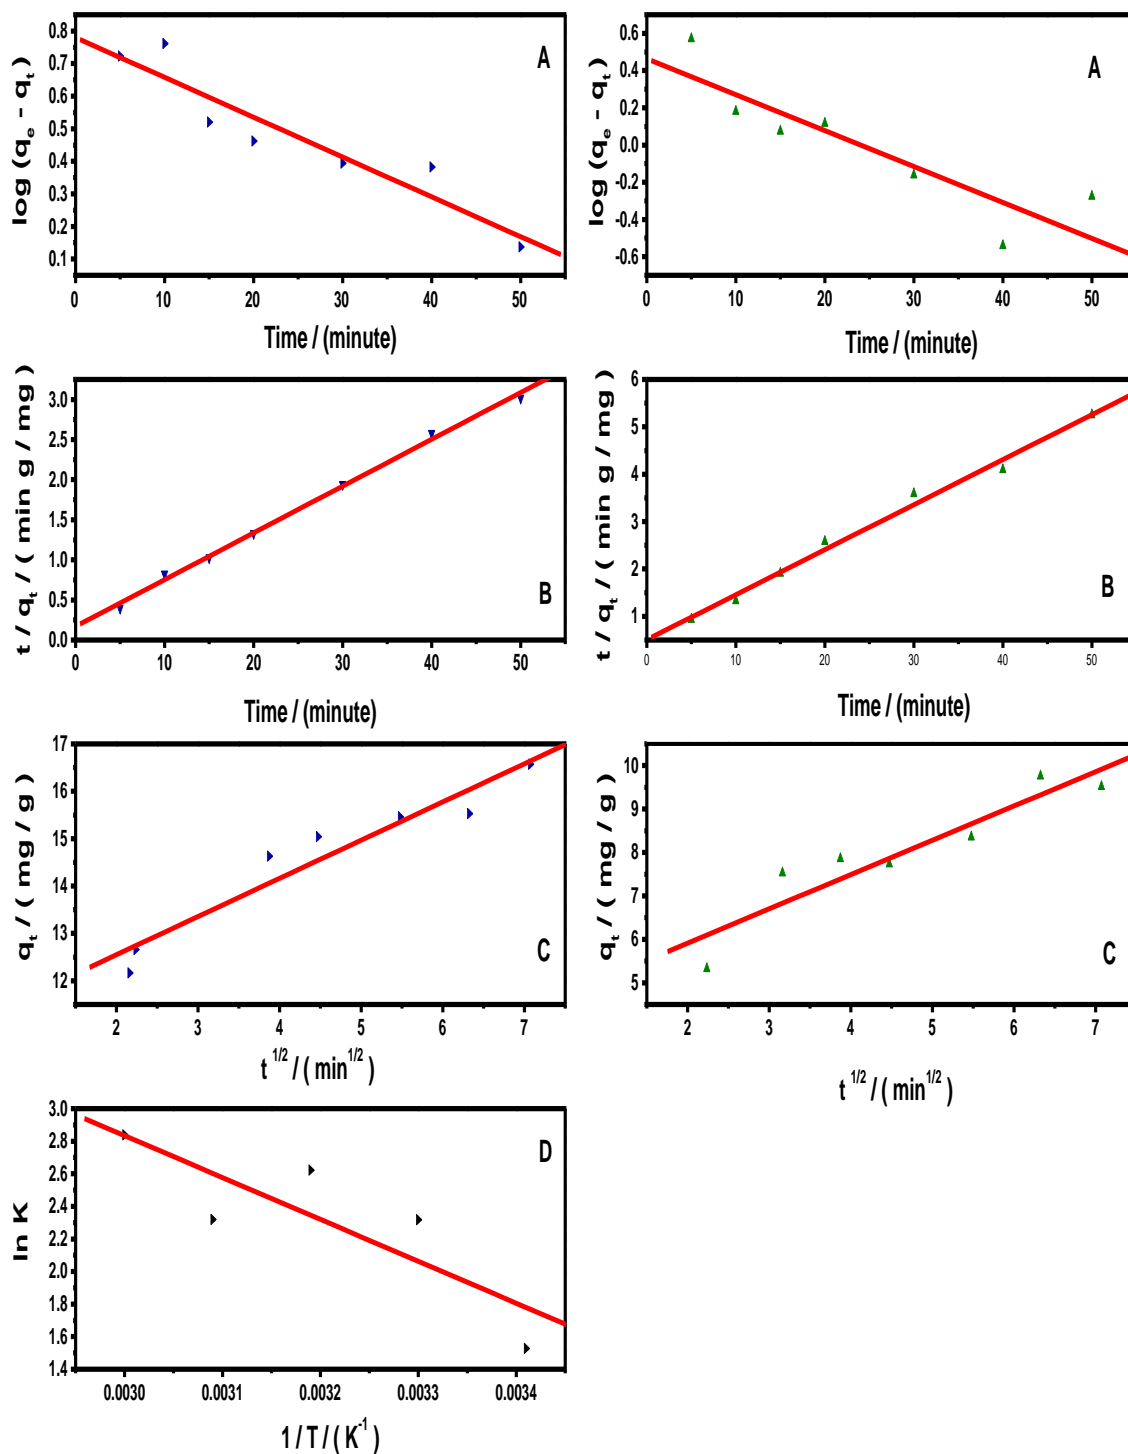 0.8
0.7
0.6
0.5
0.4
0.3
0.2
0.1
log (qe - qt)
A
0 10 20 30 40 50
Time / (minute)
0.6
0.4
0.2
0.0
-0.2
-0.4
-0.6
log (qe - qt)
A
0 10 20 30 40 50
Time / (minute)
3.0
2.5
2.0
1.5
1.0
0.5
0.0
t / qt / ( min g / mg )
B
0 10 20 30 40 50
Time / (minute)
6
5
4
3
2
1
t / qt / ( min g / mg )
B
0 10 20 30 40 50
Time / (minute)
17
16
15
14
13
12
qt / ( mg / g )
C
2 3 4 5 6 7
t 1/2 / ( min1/2 )
10
9
8
7
6
5
qt / ( mg / g )
C
2 3 4 5 6 7
t 1/2 / ( min1/2 )
3.0
2.8
2.6
2.4
2.2
2.0
1.8
1.6
1.4
ln K
D
0.0030 0.0031 0.0032 0.0033 0.0034
1 / T / ( K-1 )